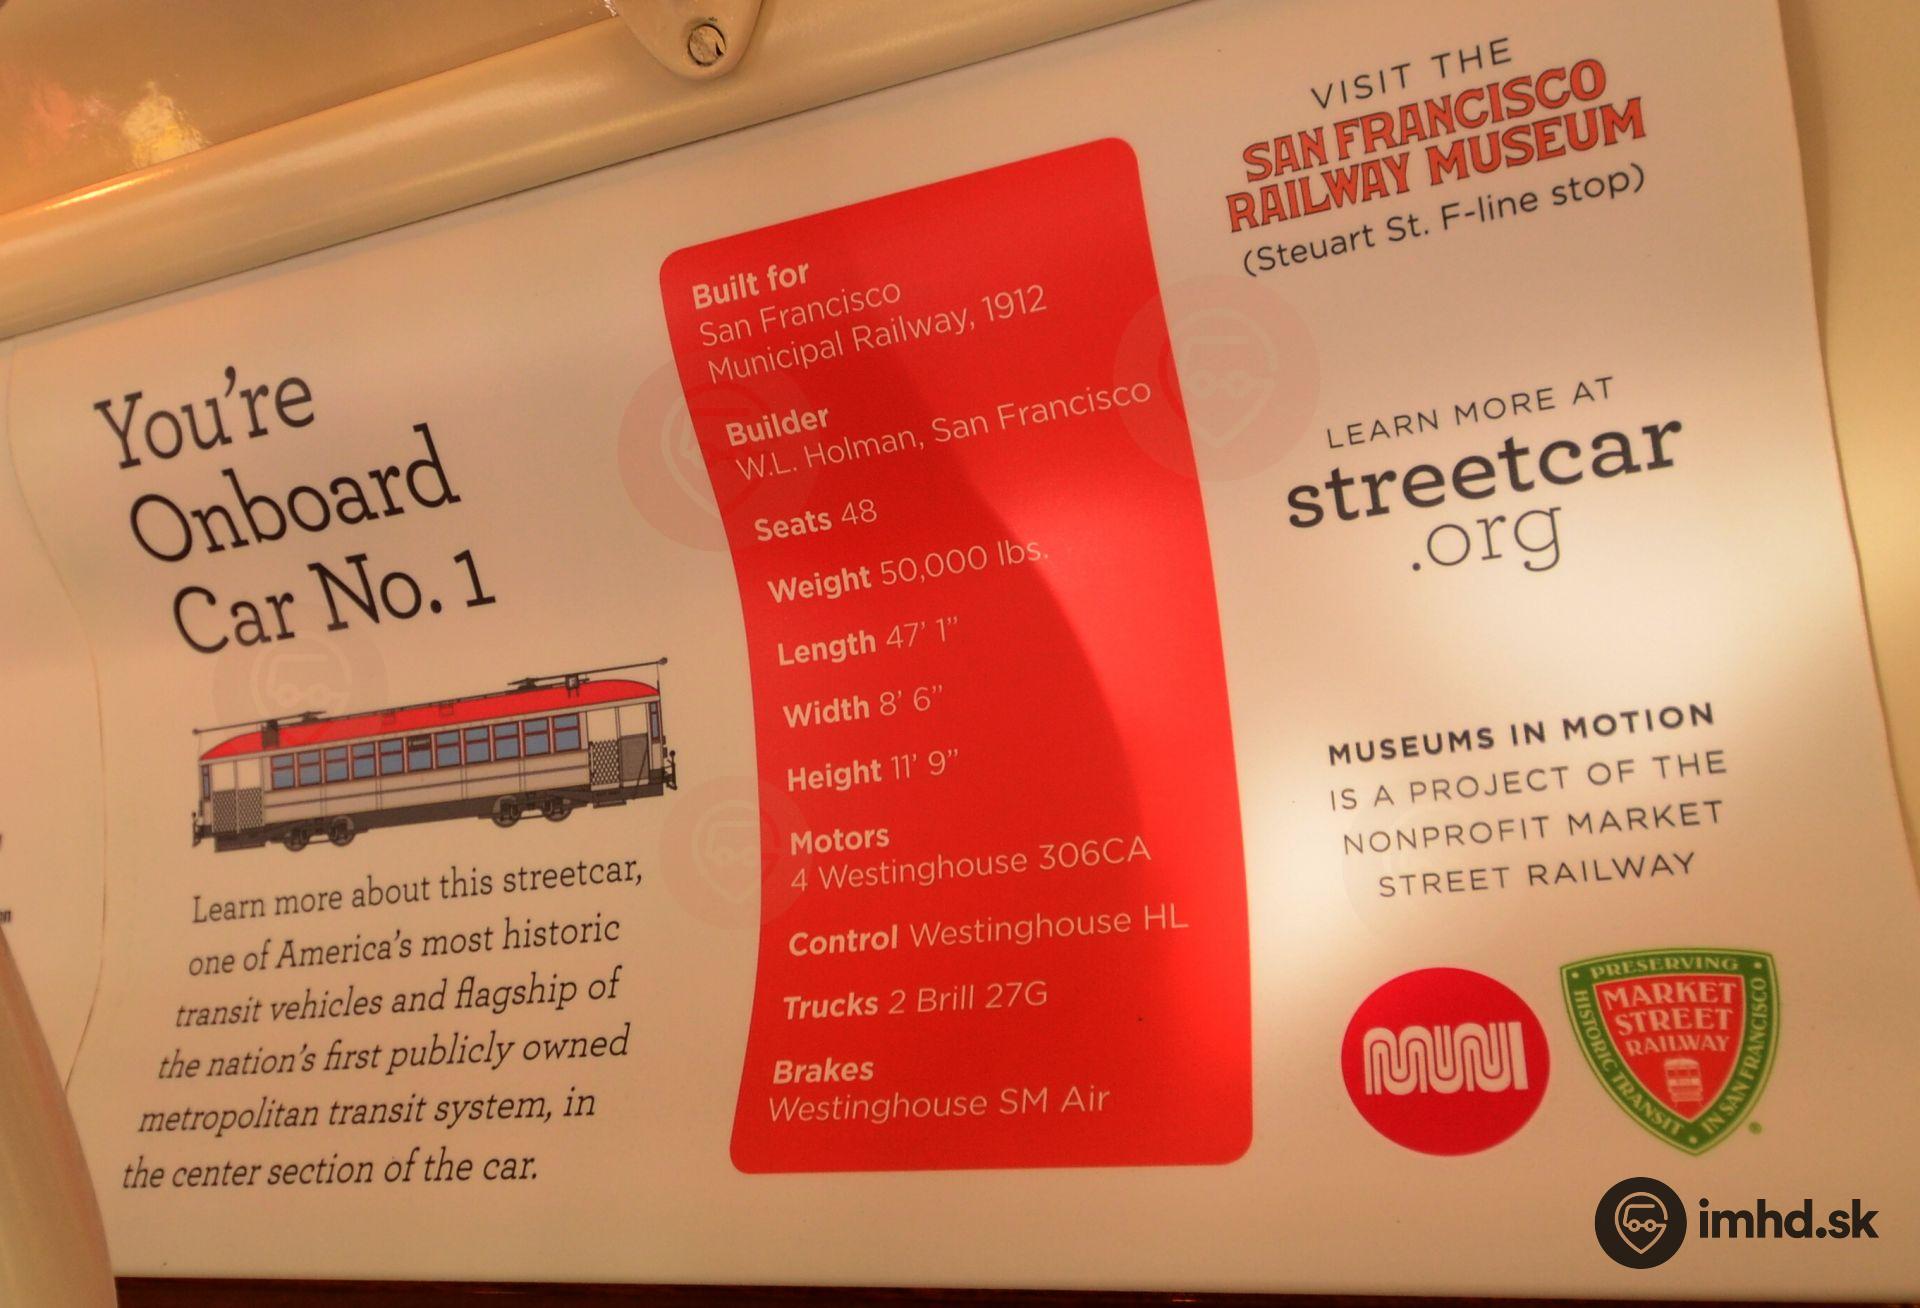 You're
Onboard
Car No. 1
Learn more about this streetcar,
one of America's most historic
transit vehicles and flagship of
the nation's first publicly owned
metropolitan transit system, in
the center section of the car.
Built for
San Francisco
Municipal Railway, 1912
Builder
W.L. Holman, San Francisco
Seats 48
Weight 50,000 lbs.
Length 47' 1"
Width 8' 6"
Height 11' 9"
Motors
4 Westinghouse 306CA
Control Westinghouse HL
Trucks 2 Brill 27G
Brakes
Westinghouse SM Air
VISIT THE
SAN FRANCISCO
RAILWAY MUSEUM
(Steuart St. F-line stop)
LEARN MORE AT
streetcar
.org
MUSEUMS IN MOTION
IS A PROJECT OF THE
NONPROFIT MARKET
STREET RAILWAY
MUNI
PRESERVING
HISTORIC TRANSIT
IN SAN FRANCISCO
MARKET
STREET
RAILWAY
imhd.sk